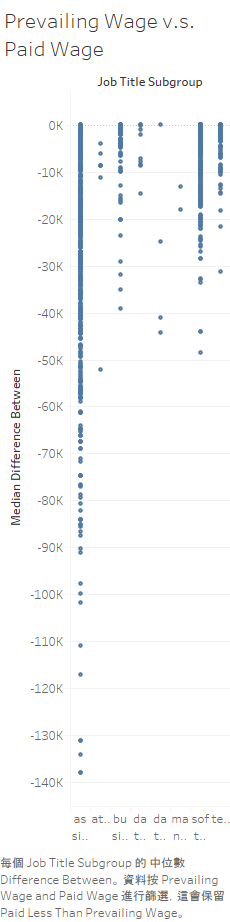 Prevailing Wage v.s.
Paid Wage
Job Title Subgroup
Median Difference Between
0K
-10K
-20K
-30K
-40K
-50K
-60K
-70K
-80K
-90K
-100K
-110K
-120K
-130K
-140K
as at.. bu da da ma sof te..
si.. si.. t.. t.. n.. t..
每個 Job Title Subgroup 的 中位數
Difference Between。 資料按 Prevailing
Wage and Paid Wage 進行篩選，這會保留
Paid Less Than Prevailing Wage。